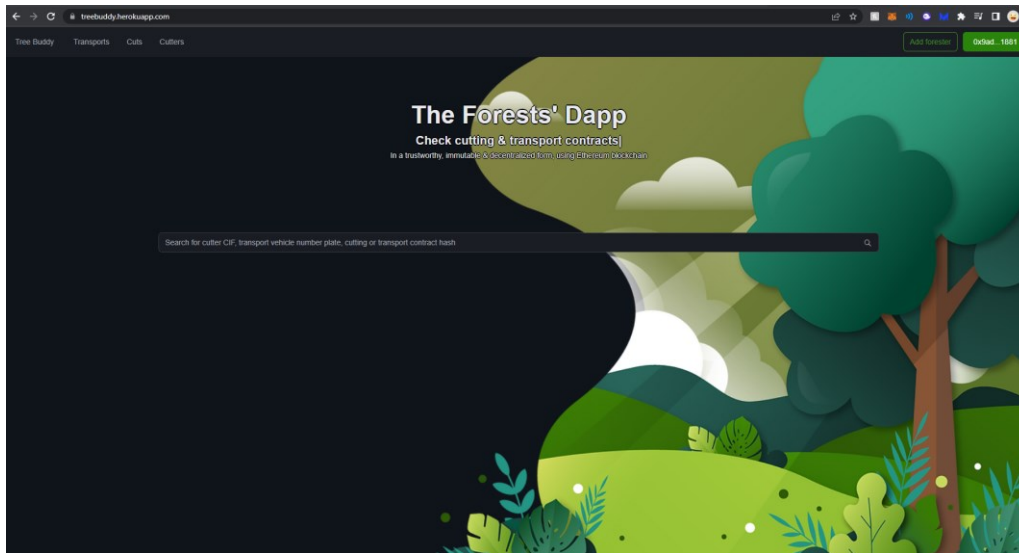 treebuddy.herokuapp.com
Tree Buddy Transports Cuts Cutters Add forester 0x9ad...1681
The Forests' Dapp
Check cutting & transport contracts|
In a trustworthy, immutable & decentralized form, using Ethereum blockchain
Search for cutter CIF, transport vehicle number plate, cutting or transport contract hash